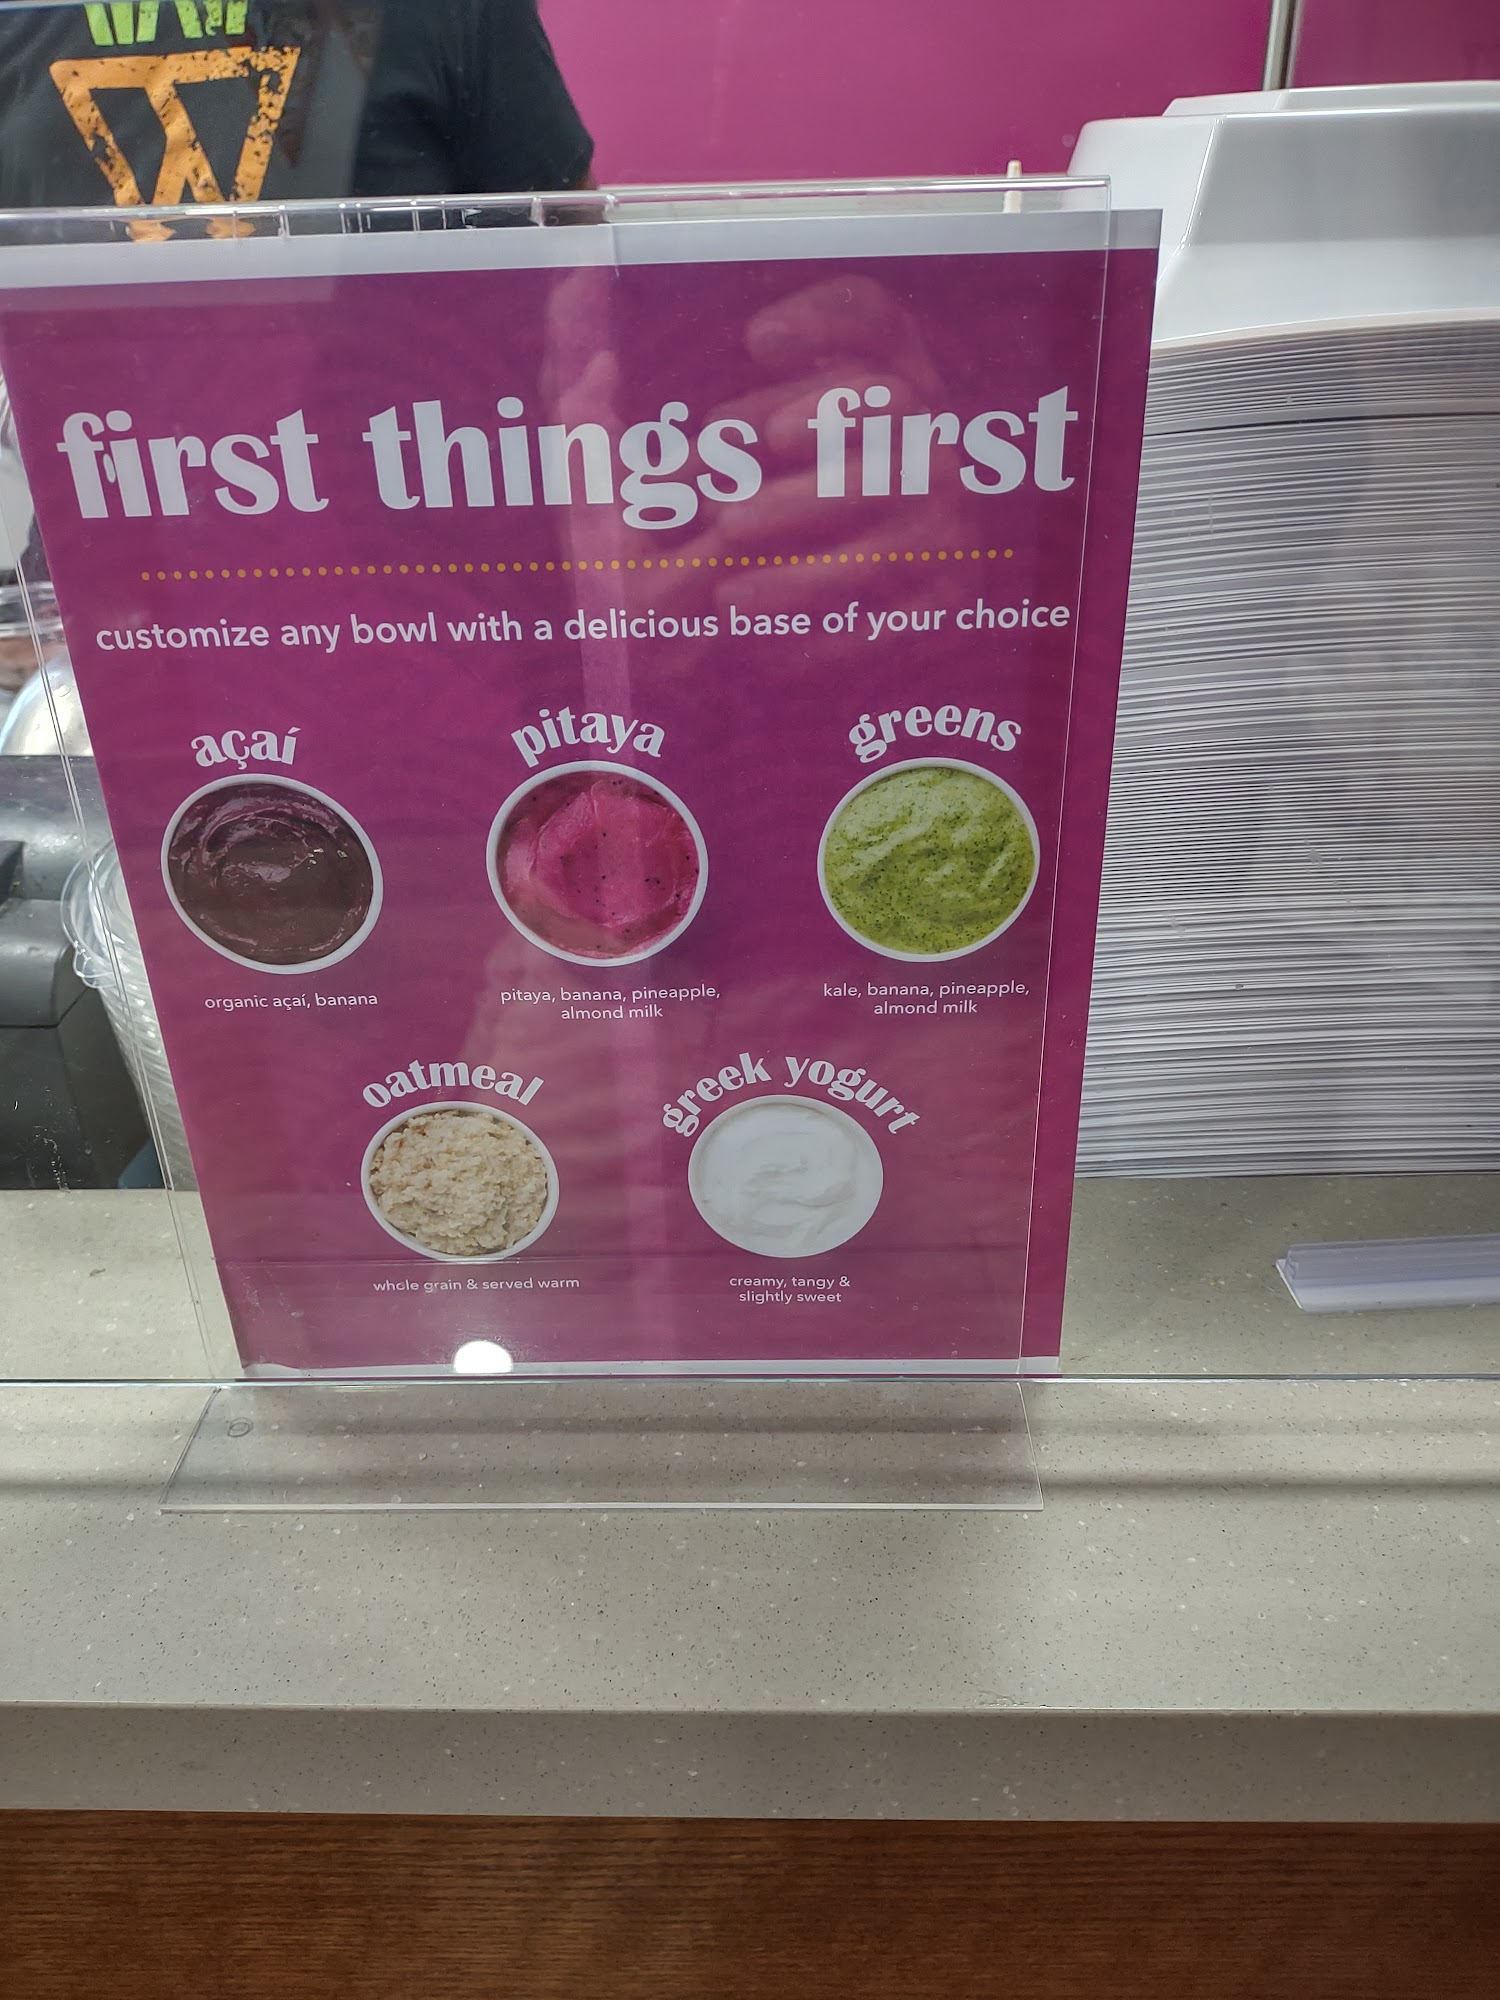 first things first
customize any bowl with a delicious base of your choice
açaí
organic açaí, banana
pitaya
pitaya, banana, pineapple,
almond milk
greens
kale, banana, pineapple,
almond milk
oatmeal
whole grain & served warm
greek yogurt
creamy, tangy &
slightly sweet